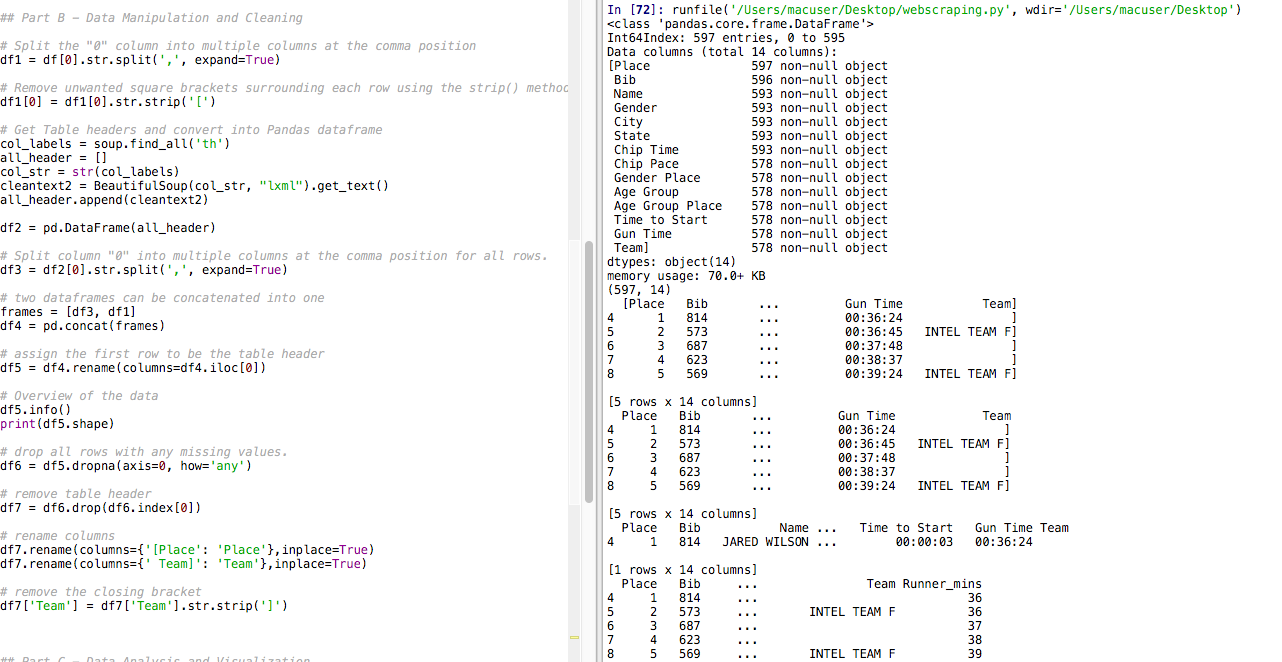 ## Part B – Data Manipulation and Cleaning
# Split the "0" column into multiple columns at the comma position
df1 = df[0].str.split(',', expand=True)
# Remove unwanted square brackets surrounding each row using the strip() method
df1[0] = df1[0].str.strip('[')
# Get Table headers and convert into Pandas dataframe
col_labels = soup.find_all('th')
all_header = []
col_str = str(col_labels)
cleantext2 = BeautifulSoup(col_str, "lxml").get_text()
all_header.append(cleantext2)
df2 = pd.DataFrame(all_header)
# Split column "0" into multiple columns at the comma position for all rows.
df3 = df2[0].str.split(',', expand=True)
# two dataframes can be concatenated into one
frames = [df3, df1]
df4 = pd.concat(frames)
# assign the first row to be the table header
df5 = df4.rename(columns=df4.iloc[0])
# Overview of the data
df5.info()
print(df5.shape)
# drop all rows with any missing values.
df6 = df5.dropna(axis=0, how='any')
# remove table header
df7 = df6.drop(df6.index[0])
# rename columns
df7.rename(columns={'[Place': 'Place'},inplace=True)
df7.rename(columns={' Team]': 'Team'},inplace=True)
# remove the closing bracket
df7['Team'] = df7['Team'].str.strip(']')
## Part C – Data Analysis and Visualization
In [72]: runfile('/Users/macuser/Desktop/webscraping.py', wdir='/Users/macuser/Desktop')
<class 'pandas.core.frame.DataFrame'>
Int64Index: 597 entries, 0 to 595
Data columns (total 14 columns):
[Place 597 non-null object
Bib 596 non-null object
Name 593 non-null object
Gender 593 non-null object
City 593 non-null object
State 593 non-null object
Chip Time 593 non-null object
Chip Pace 578 non-null object
Gender Place 578 non-null object
Age Group 578 non-null object
Age Group Place 578 non-null object
Time to Start 578 non-null object
Gun Time 578 non-null object
Team] 578 non-null object
dtypes: object(14)
memory usage: 70.0+ KB
(597, 14)
[Place Bib ... Gun Time Team]
4 1 814 ... 00:36:24 ]
5 2 573 ... 00:36:45 INTEL TEAM F]
6 3 687 ... 00:37:48 ]
7 4 623 ... 00:38:37 ]
8 5 569 ... 00:39:24 INTEL TEAM F]
[5 rows x 14 columns]
Place Bib ... Gun Time Team
4 1 814 ... 00:36:24 ]
5 2 573 ... 00:36:45 INTEL TEAM F]
6 3 687 ... 00:37:48 ]
7 4 623 ... 00:38:37 ]
8 5 569 ... 00:39:24 INTEL TEAM F]
[5 rows x 14 columns]
Place Bib Name ... Time to Start Gun Time Team
4 1 814 JARED WILSON ... 00:00:03 00:36:24
[1 rows x 14 columns]
Place Bib ... Team Runner_mins
4 1 814 ... 36
5 2 573 ... INTEL TEAM F 36
6 3 687 ... 37
7 4 623 ... 38
8 5 569 ... INTEL TEAM F 39